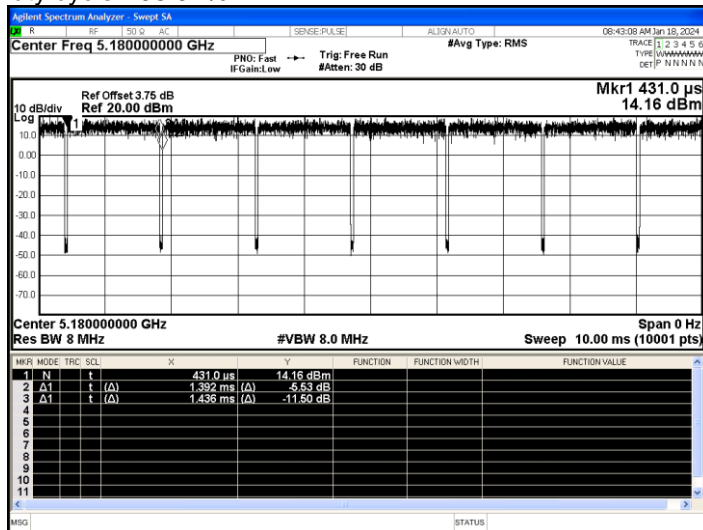 Agilent Spectrum Analyzer - Swept SA
R RF 50 Ω AC SENSE:PULSE ALIGN AUTO 08:43:08 AM Jan 18, 2024
Center Freq 5.180000000 GHz #Avg Type: RMS TRACE 1 2 3 4 5 6
PNO: Fast Trig: Free Run TYPE
IFGain:Low #Atten: 30 dB DET P N N N N N
Mkr1 431.0 µs
Ref Offset 3.75 dB
10 dB/div Ref 20.00 dBm 14.16 dBm
Log
1
10.0
0.00
-10.0
-20.0
-30.0
-40.0
-50.0
-60.0
-70.0
Center 5.180000000 GHz Span 0 Hz
Res BW 8 MHz #VBW 8.0 MHz Sweep 10.00 ms (10001 pts)
MKR MODE TRC SCL X Y FUNCTION FUNCTION WIDTH FUNCTION VALUE
1 N t 431.0 µs 14.16 dBm
2 Δ1 t (Δ) 1.392 ms (Δ) -5.53 dB
3 Δ1 t (Δ) 1.436 ms (Δ) -11.50 dB
4
5
6
7
8
9
10
11
MSG STATUS